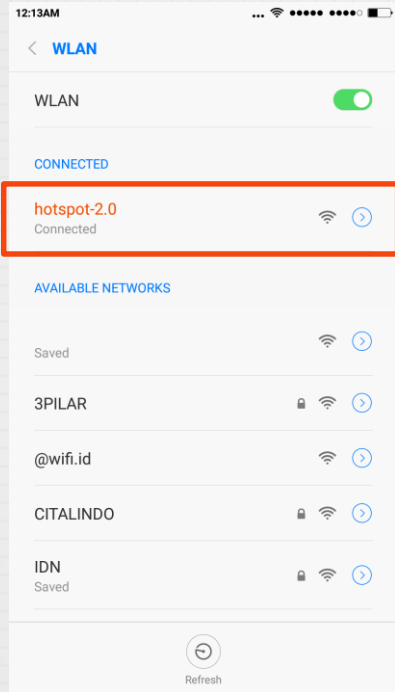 12:13AM
WLAN
WLAN
CONNECTED
hotspot-2.0
Connected
AVAILABLE NETWORKS
Saved
3PILAR
@wifi.id
CITALINDO
IDN
Saved
Refresh